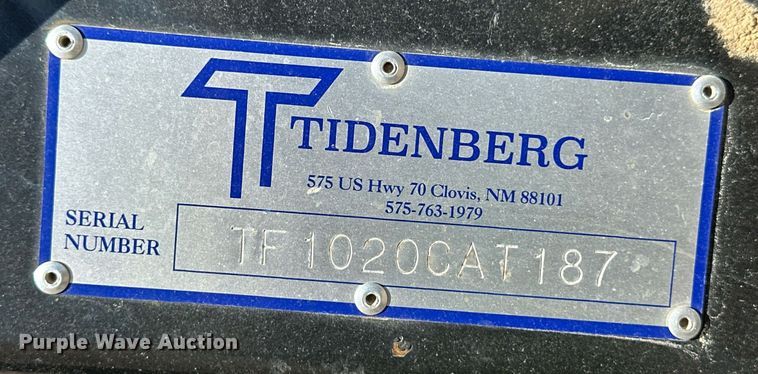 TIDENBERG
575 US Hwy 70 Clovis, NM 88101
575-763-1979
SERIAL
NUMBER
TF1020CAT187
Purple Wave Auction